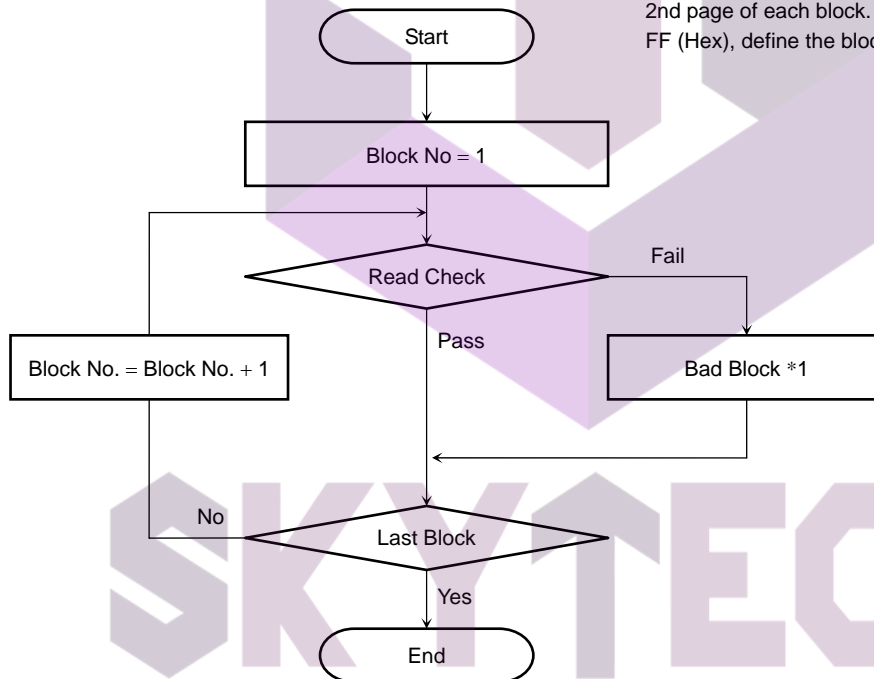 2nd page of each block.
FF (Hex), define the bloc
Start
Block No = 1
Read Check
Fail
Pass
Block No. = Block No. + 1
Bad Block *1
No
Last Block
Yes
End
SKYTEC